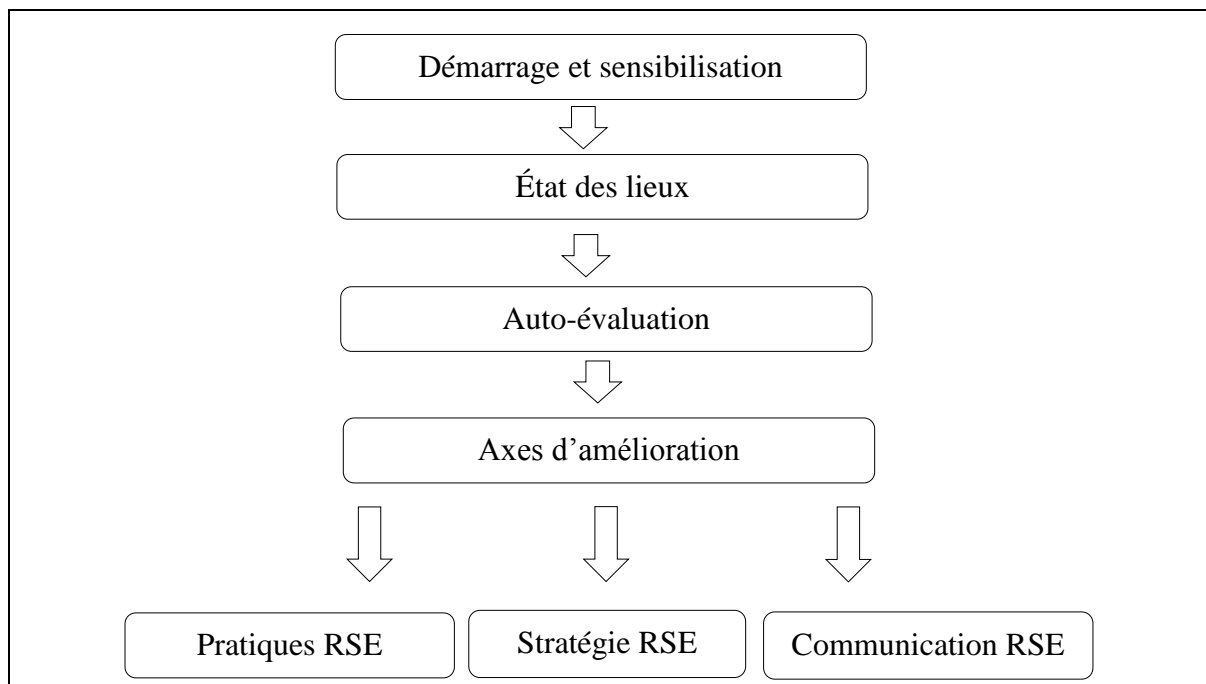 Démarrage et sensibilisation
État des lieux
Auto-évaluation
Axes d’amélioration
Pratiques RSE
Stratégie RSE
Communication RSE